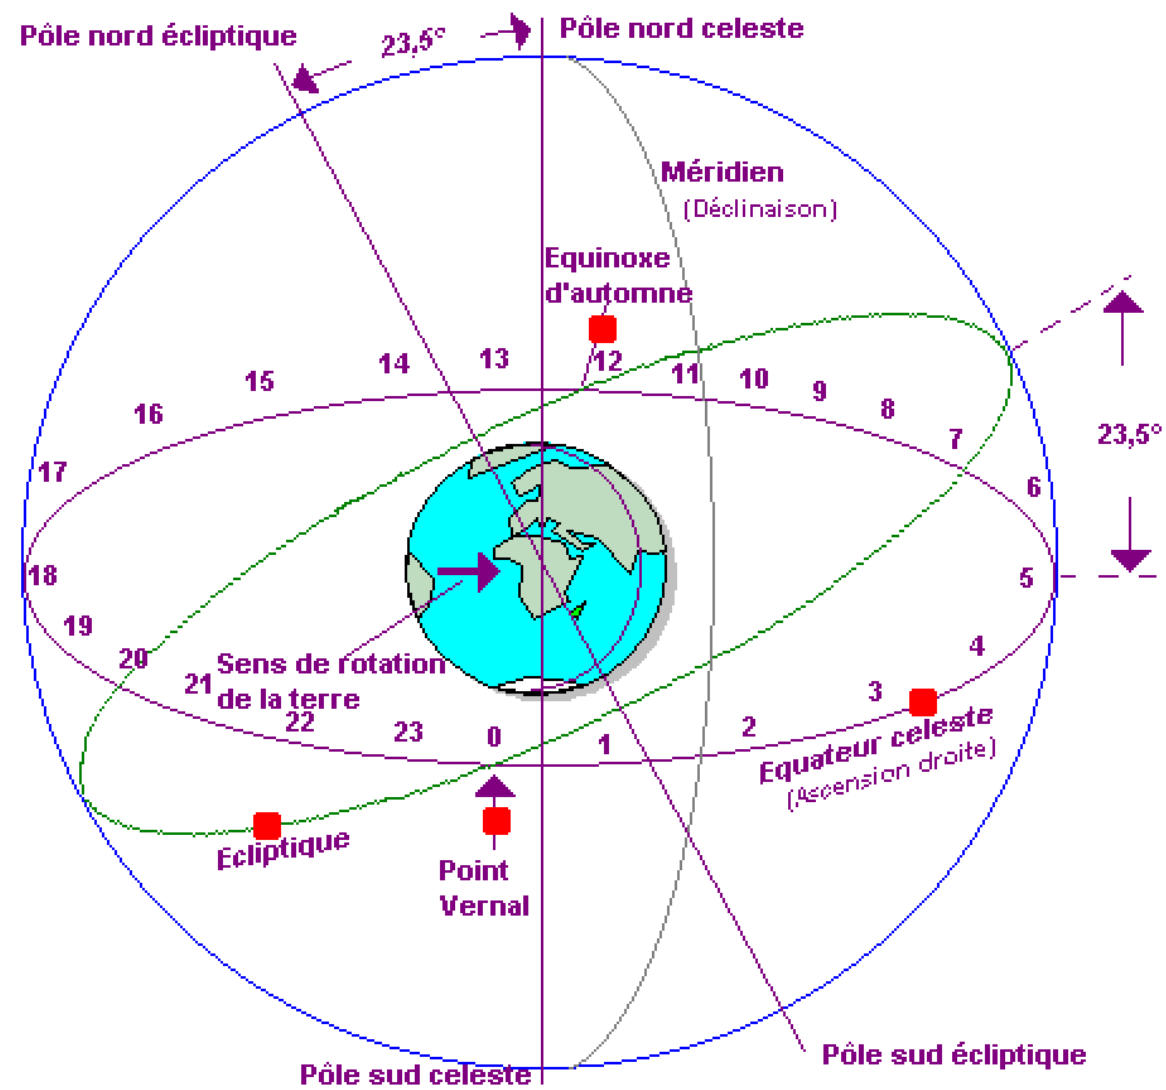 Pôle nord écliptique
23,5°
Pôle nord celeste
Méridien
(Déclinaison)
Equinoxe
d'automne
14
13
12
11
10
15
9
16
8
7
23,5°
17
6
18
5
19
4
20
Sens de rotation
21
de la terre
3
22
23
0
1
2
Equateur celeste
(Ascension droite)
Ecliptique
Point
Vernal
Pôle sud écliptique
Pôle sud celeste